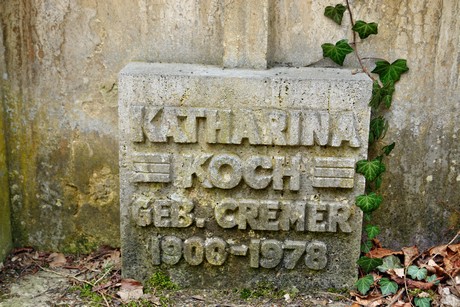 KATHARINA
KOCH
GEB. CREMER
1900-1978